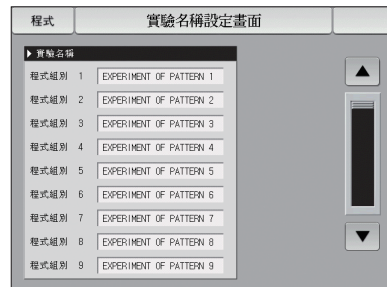 程式 實驗名稱設定畫面
▶ 實驗名稱
程式組別 1 EXPERIMENT OF PATTERN 1
程式組別 2 EXPERIMENT OF PATTERN 2
程式組別 3 EXPERIMENT OF PATTERN 3
程式組別 4 EXPERIMENT OF PATTERN 4
程式組別 5 EXPERIMENT OF PATTERN 5
程式組別 6 EXPERIMENT OF PATTERN 6
程式組別 7 EXPERIMENT OF PATTERN 7
程式組別 8 EXPERIMENT OF PATTERN 8
程式組別 9 EXPERIMENT OF PATTERN 9